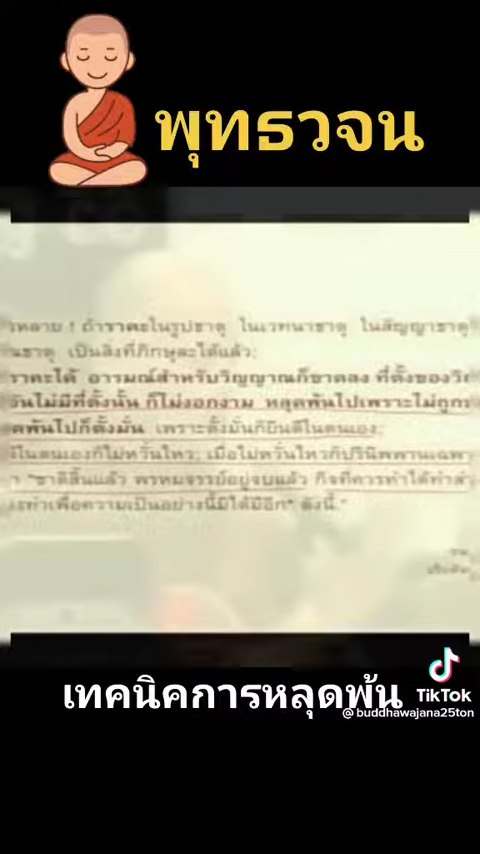 พุทธวจน
วหลาย ! ถ้าราคะในรูปธาตุ ในเวทนาธาตุ ในสัญญาธาตุ
นธาตุ เป็นสิ่งที่ภิกษุละได้แล้ว;
ราคะได้ อารมณ์สำหรับวิญญาณก็ขาดลง ที่ตั้งของวิ
อันไม่มีที่ตั้งนั้น ก็ไม่งอกงาม หลุดพ้นไปเพราะไม่ถูก
ดพ้นไปก็ตั้งมั่น เพราะตั้งมั่นก็ยินดีในตนเอง;
ดีในตนเองก็ไม่หวั่นไหว; เมื่อไม่หวั่นไหวก็ปรินิพพานเฉพา
า "ชาติสิ้นแล้ว พรหมจรรย์อยู่จบแล้ว กิจที่ควรทำได้ทำ
ทำเพื่อความเป็นอย่างนี้มิได้มีอีก" ดังนี้."
เทคนิคการหลุดพ้น
TikTok
@buddhawajana25ton